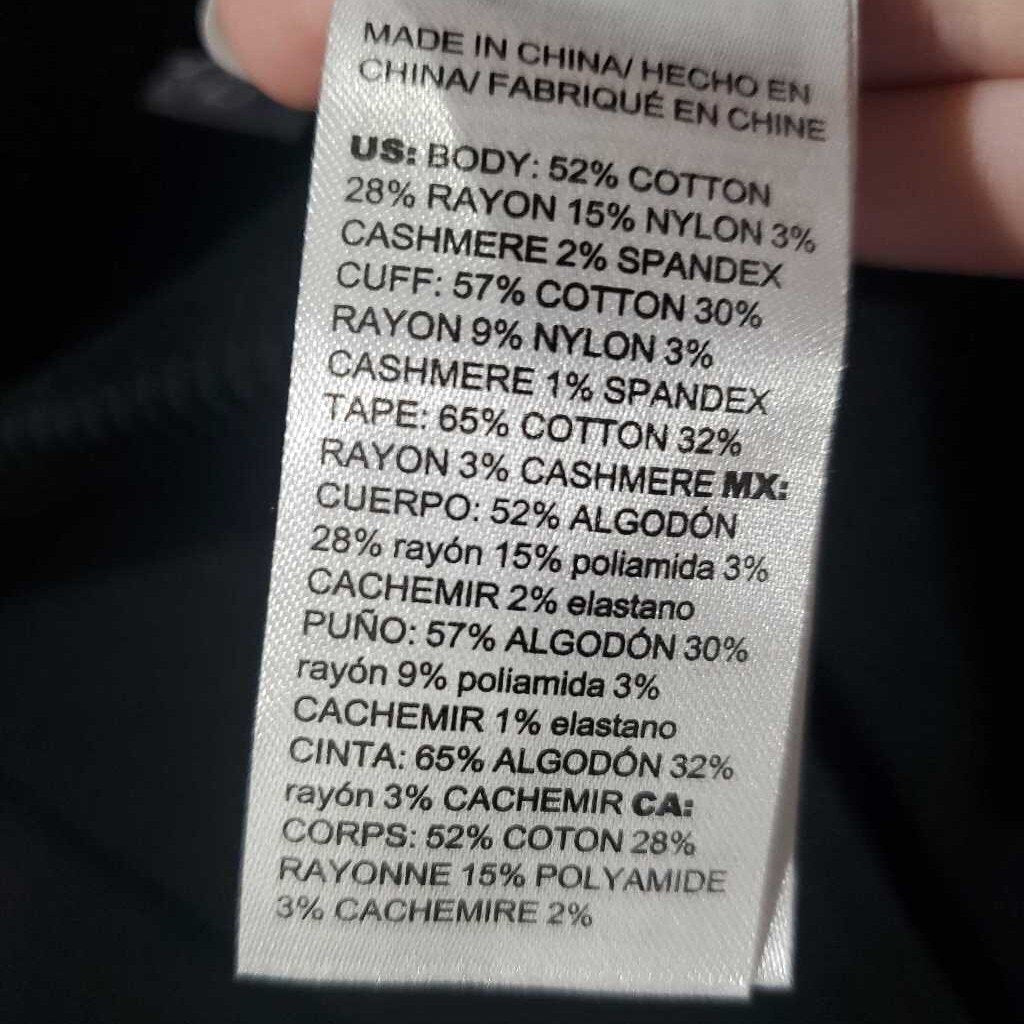 MADE IN CHINA/ HECHO EN
CHINA/ FABRIQUÉ EN CHINE
US: BODY: 52% COTTON
28% RAYON 15% NYLON 3%
CASHMERE 2% SPANDEX
CUFF: 57% COTTON 30%
RAYON 9% NYLON 3%
CASHMERE 1% SPANDEX
TAPE: 65% COTTON 32%
RAYON 3% CASHMERE MX:
CUERPO: 52% ALGODÓN
28% rayón 15% poliamida 3%
CACHEMIR 2% elastano
PUÑO: 57% ALGODÓN 30%
rayón 9% poliamida 3%
CACHEMIR 1% elastano
CINTA: 65% ALGODÓN 32%
rayón 3% CACHEMIR CA:
CORPS: 52% COTON 28%
RAYONNE 15% POLYAMIDE
3% CACHEMIRE 2%